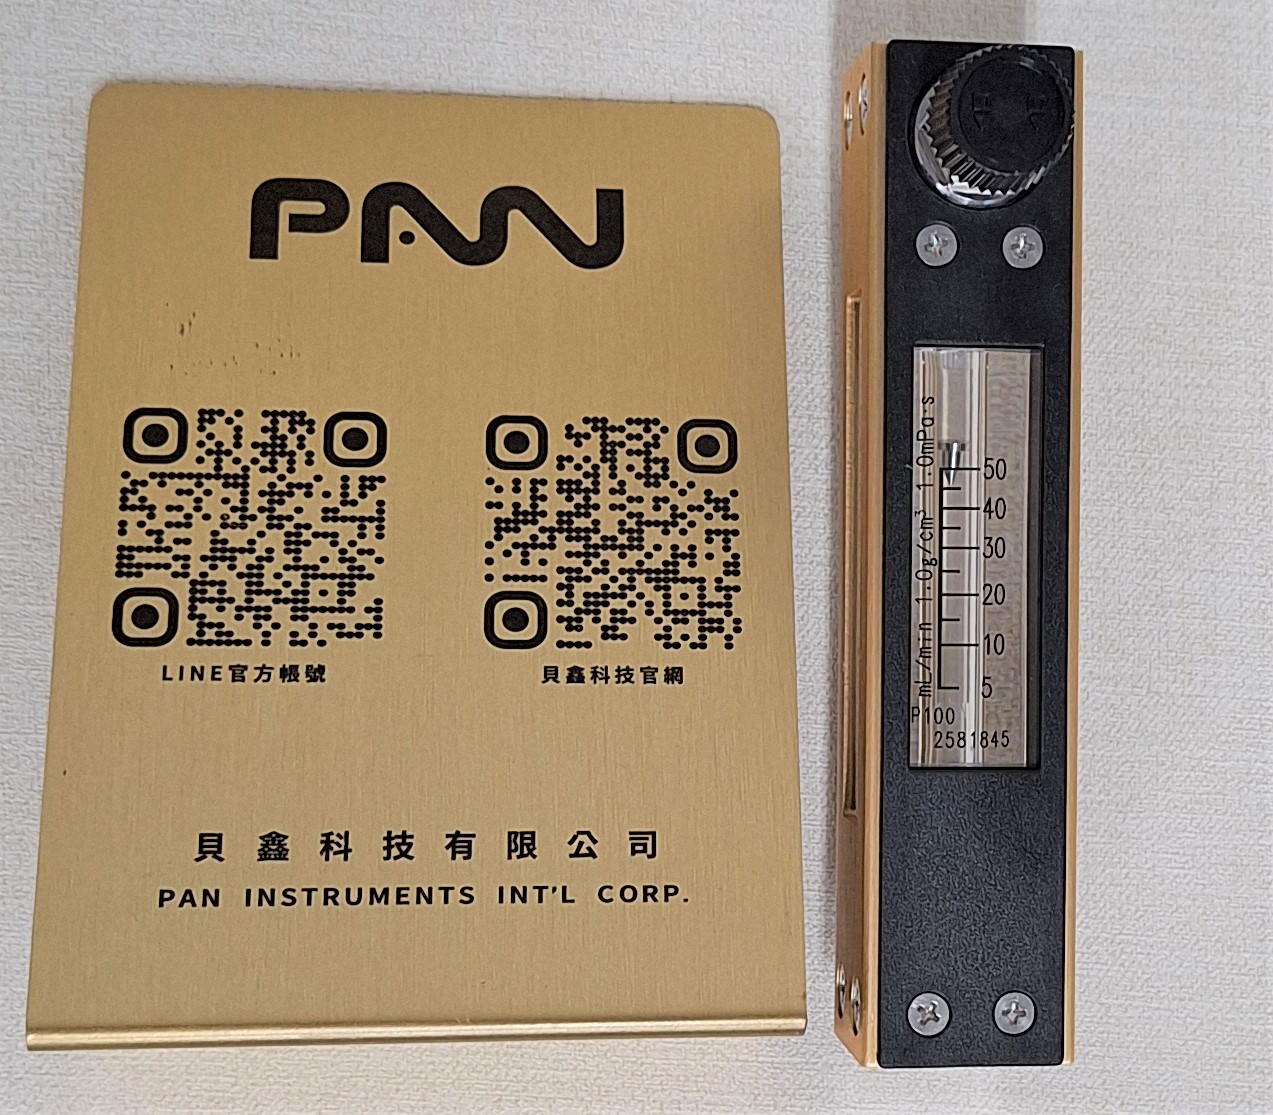 PAN
LINE官方帳號
貝鑫科技官網
貝鑫科技有限公司
PAN INSTRUMENTS INT'L CORP.
mL/min 1.0g/cm³ 1.0mPa·s
50
40
30
20
10
5
P100
2581845